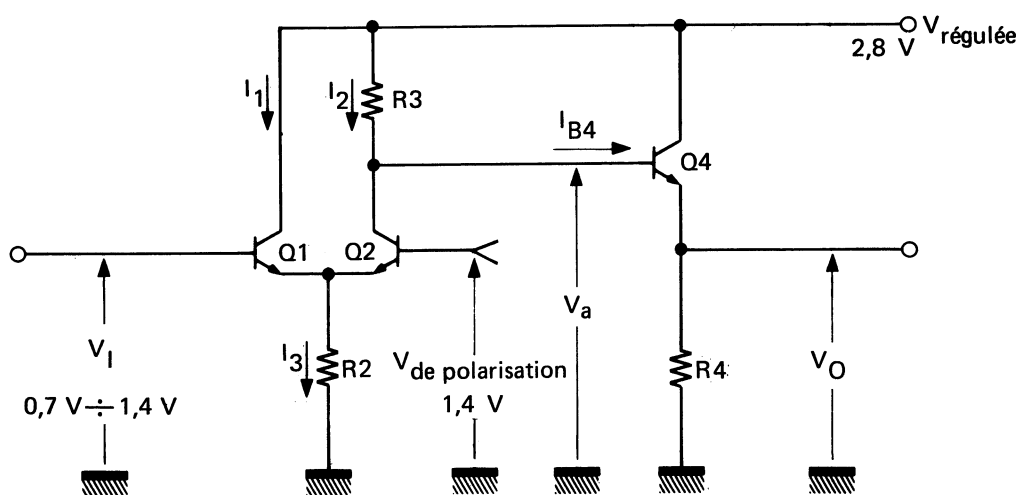 V régulée
2,8 V
I1
I2
R3
IB4
Q4
Q1
Q2
Va
VI
0,7 V ÷ 1,4 V
I3
R2
V de polarisation
1,4 V
R4
VO